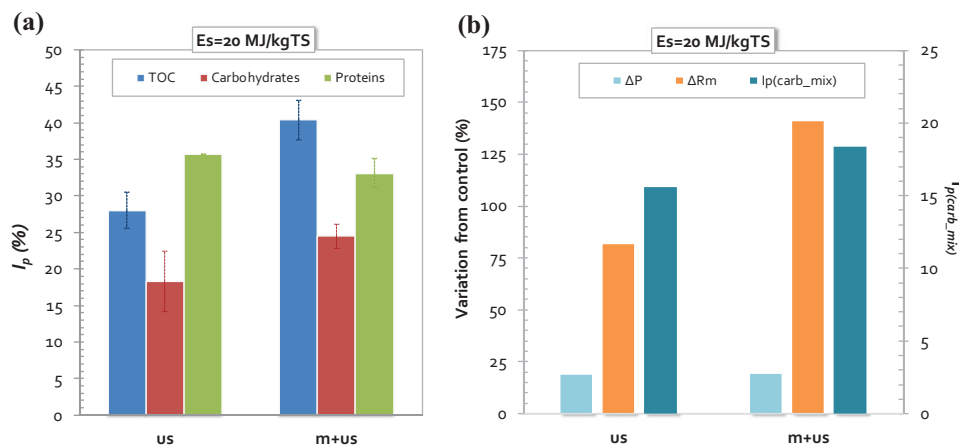 (a)
Es=20 MJ/kgTS
TOC Carbohydrates Proteins
50
45
40
35
30
25
20
15
10
5
0
Ip (%)
us m+us
(b)
Es=20 MJ/kgTS
ΔP ΔRm Ip(carb_mix)
175
150
125
100
75
50
25
0
Variation from control (%)
25
20
15
10
5
0
Ip(carb_mix)
us m+us